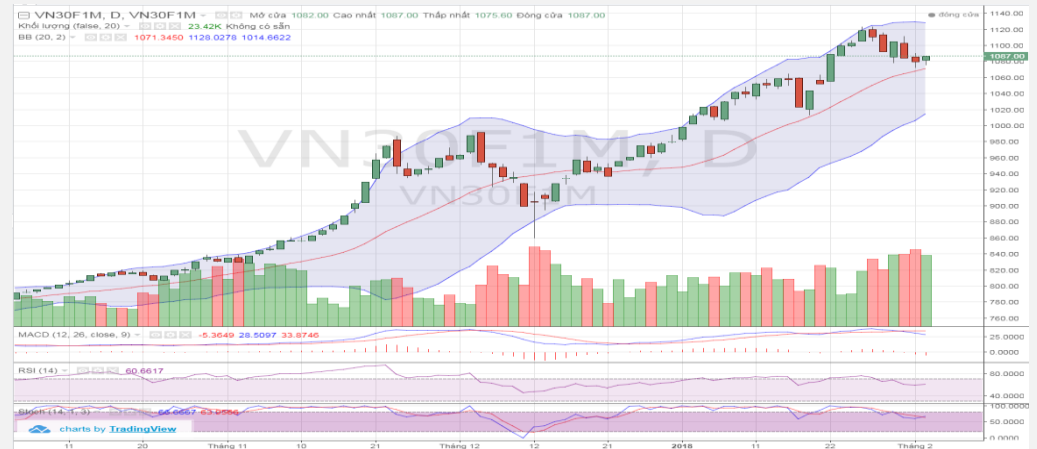 VN30F1M, D, VN30F1M Mở cửa 1082.00 Cao nhất 1087.00 Thấp nhất 1075.60 Đóng cửa 1087.00
đóng cửa
Khối lượng (false, 20) 23.42K Không có sẵn
BB (20, 2) 1071.3450 1128.0278 1014.6622
VN30F1M, D
VN30F1M
1140.00
1120.00
1100.00
1087.00
1060.00
1040.00
1020.00
1000.00
980.00
960.00
940.00
920.00
900.00
880.00
860.00
840.00
820.00
800.00
780.00
760.00
MACD (12, 26, close, 9) -5.3649 28.5097 33.8746
25.0000
0.0000
RSI (14) 60.6617
80.0000
40.0000
Stoch (14, 1, 3) 66.6667
100.0000
50.0000
0.0000
charts by TradingView
11 20 Tháng 11 10 21 Tháng 12 12 21 2018 11 22 Tháng 2